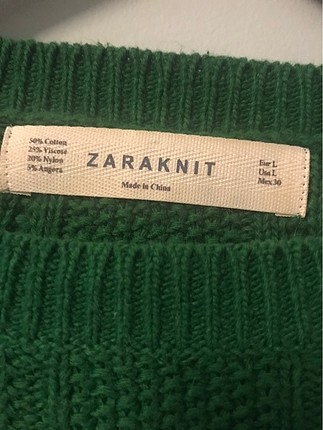 50% Cotton
25% Viscose
20% Nylon
5% Angora
ZARAKNIT
Made in China
Eur L
Usa L
Mex 30